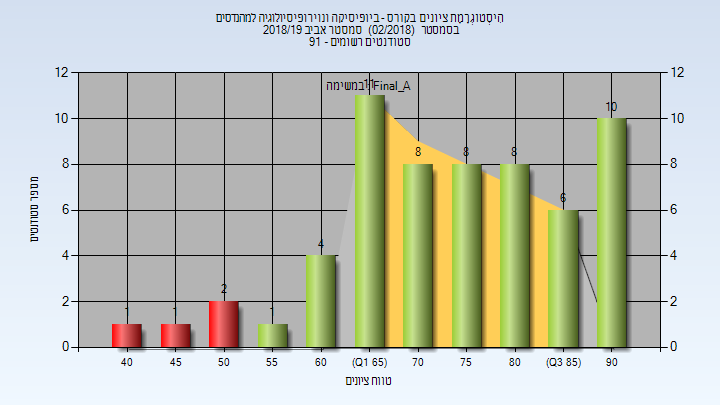 היסטוגרמת ציונים בקורס - ביופיסיקה ונוירופיסיולוגיה למהנדסים
בסמסטר (02/2018) סמסטר אביב 2018/19
סטודנטים רשומים - 91
במשימה: Final_A
12 12
10 10
8 8
6 6
4 4
2 2
0 0
1 1 2 1 4 11 8 8 8 6 10
40 45 50 55 60 (Q1 65) 70 75 80 (Q3 85) 90
מספר סטודנטים
טווח ציונים